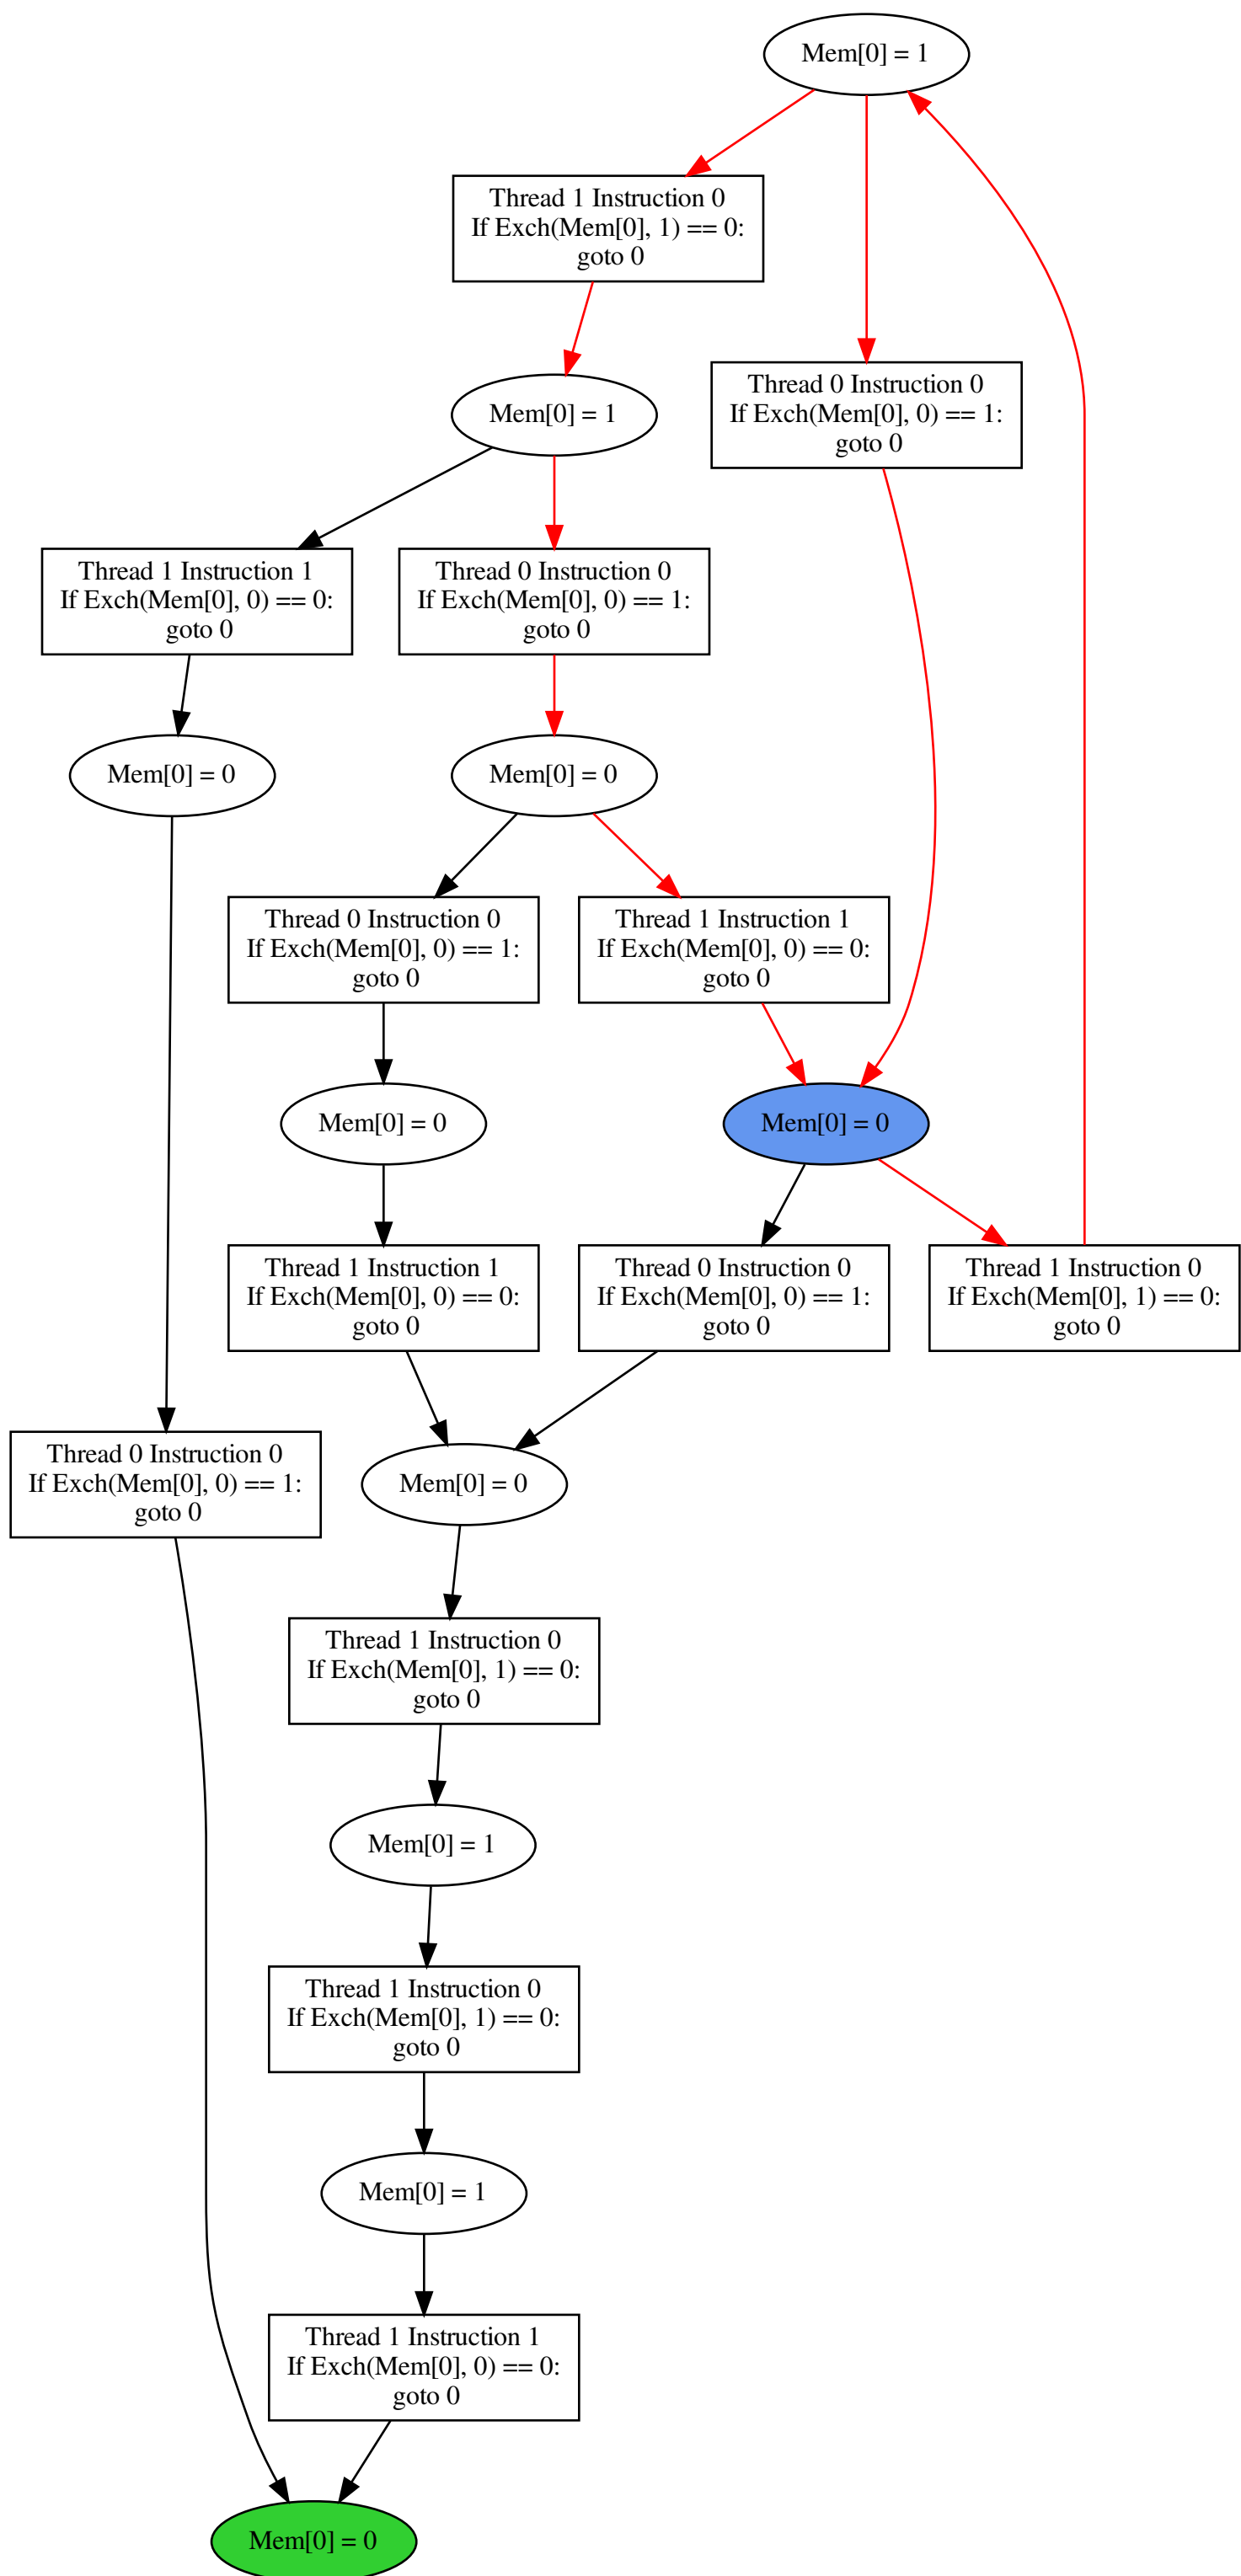 Mem[0] = 1
Thread 1 Instruction 0
If Exch(Mem[0], 1) == 0:
goto 0
Thread 0 Instruction 0
If Exch(Mem[0], 0) == 1:
goto 0
Mem[0] = 1
Thread 1 Instruction 1
If Exch(Mem[0], 0) == 0:
goto 0
Thread 0 Instruction 0
If Exch(Mem[0], 0) == 1:
goto 0
Mem[0] = 0
Mem[0] = 0
Thread 0 Instruction 0
If Exch(Mem[0], 0) == 1:
goto 0
Thread 1 Instruction 1
If Exch(Mem[0], 0) == 0:
goto 0
Mem[0] = 0
Mem[0] = 0
Thread 1 Instruction 1
If Exch(Mem[0], 0) == 0:
goto 0
Thread 0 Instruction 0
If Exch(Mem[0], 0) == 1:
goto 0
Thread 1 Instruction 0
If Exch(Mem[0], 1) == 0:
goto 0
Thread 0 Instruction 0
If Exch(Mem[0], 0) == 1:
goto 0
Mem[0] = 0
Thread 1 Instruction 0
If Exch(Mem[0], 1) == 0:
goto 0
Mem[0] = 1
Thread 1 Instruction 0
If Exch(Mem[0], 1) == 0:
goto 0
Mem[0] = 1
Thread 1 Instruction 1
If Exch(Mem[0], 0) == 0:
goto 0
Mem[0] = 0